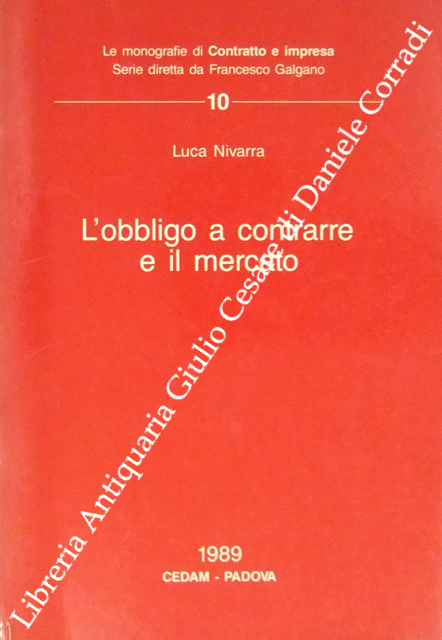 Le monografie di Contratto e impresa
Serie diretta da Francesco Galgano
10
Luca Nivarra
L'obbligo a contrarre
e il mercato
Libreria Antiquaria Giulio Cesare di Daniele Corradi
1989
CEDAM - PADOVA